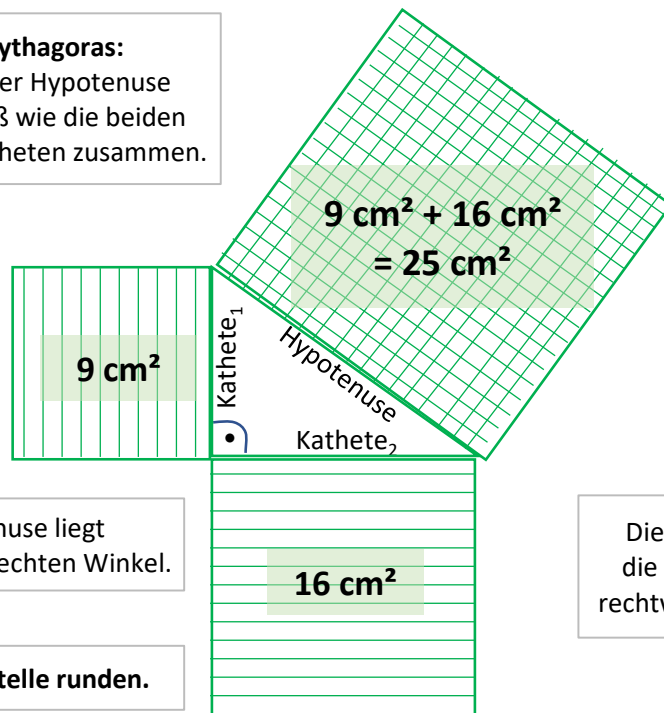 ythagoras:
er Hypotenuse
ß wie die beiden
heten zusammen.
9 cm² + 16 cm²
= 25 cm²
9 cm²
Kathete₁
Hypotenuse
Kathete₂
nuse liegt
echten Winkel.
16 cm²
Die
die
rechtw
telle runden.